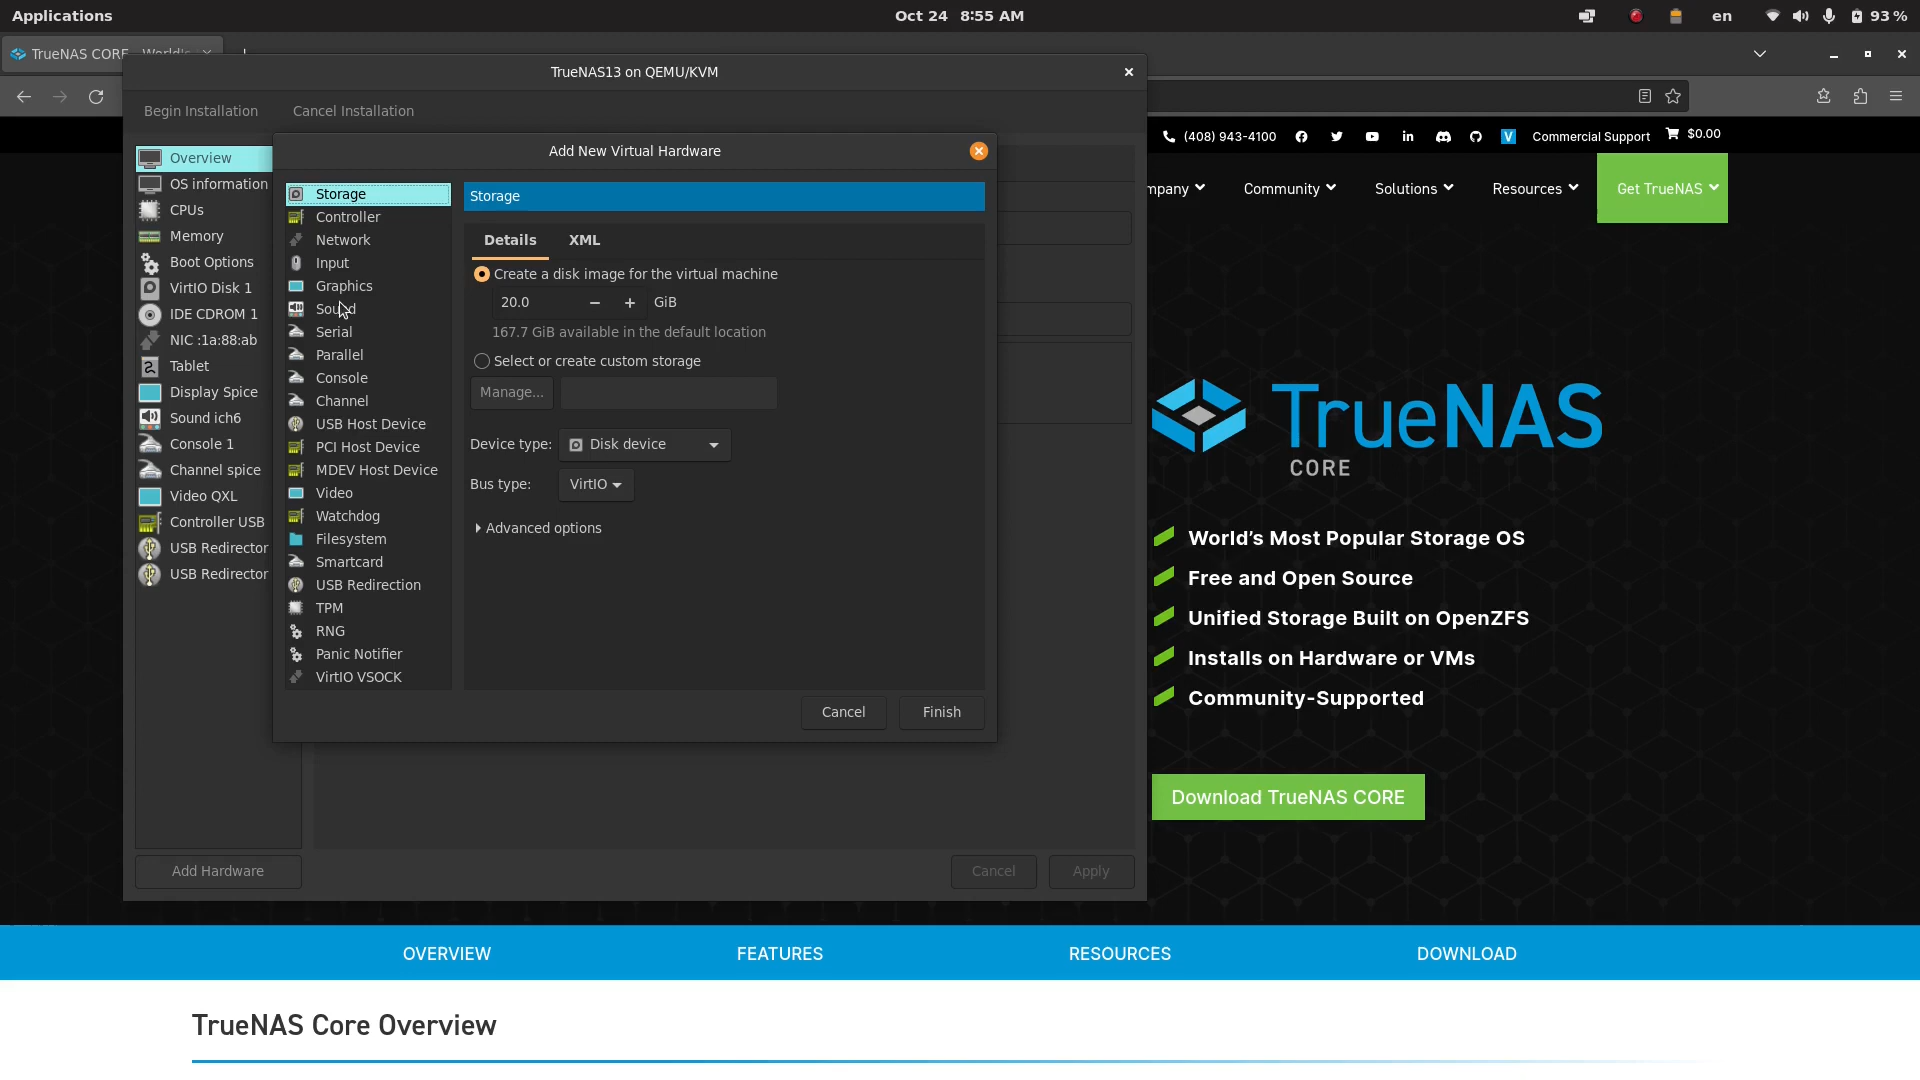 Applications
Oct 24 8:55 AM
en
93 %
TrueNAS CORE - World's
TrueNAS13 on QEMU/KVM
Begin Installation
Cancel Installation
Overview
OS information
CPUs
Memory
Boot Options
VirtIO Disk 1
IDE CDROM 1
NIC :1a:88:ab
Tablet
Display Spice
Sound ich6
Console 1
Channel spice
Video QXL
Controller USB
USB Redirector
USB Redirector
Add Hardware
Cancel
Apply
Add New Virtual Hardware
Storage
Controller
Network
Input
Graphics
Sound
Serial
Parallel
Console
Channel
USB Host Device
PCI Host Device
MDEV Host Device
Video
Watchdog
Filesystem
Smartcard
USB Redirection
TPM
RNG
Panic Notifier
VirtIO VSOCK
Storage
Details
XML
Create a disk image for the virtual machine
20.0
GiB
167.7 GiB available in the default location
Select or create custom storage
Manage...
Device type:
Disk device
Bus type:
VirtIO
Advanced options
Cancel
Finish
(408) 943-4100
Commercial Support
$0.00
mpany
Community
Solutions
Resources
Get TrueNAS
TrueNAS
CORE
World's Most Popular Storage OS
Free and Open Source
Unified Storage Built on OpenZFS
Installs on Hardware or VMs
Community-Supported
Download TrueNAS CORE
OVERVIEW
FEATURES
RESOURCES
DOWNLOAD
TrueNAS Core Overview